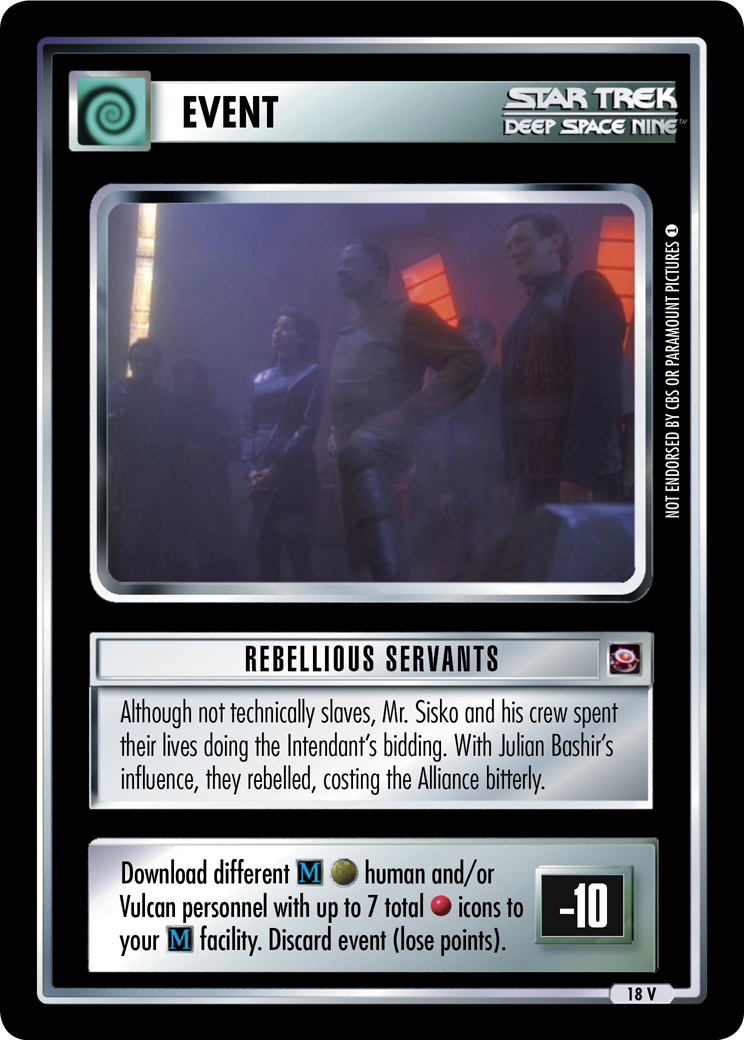 EVENT
STAR TREK
DEEP SPACE NINE™
NOT ENDORSED BY CBS OR PARAMOUNT PICTURES 1
REBELLIOUS SERVANTS
Although not technically slaves, Mr. Sisko and his crew spent
their lives doing the Intendant's bidding. With Julian Bashir's
influence, they rebelled, costing the Alliance bitterly.
Download different M human and/or
Vulcan personnel with up to 7 total icons to
your M facility. Discard event (lose points).
-10
18 V